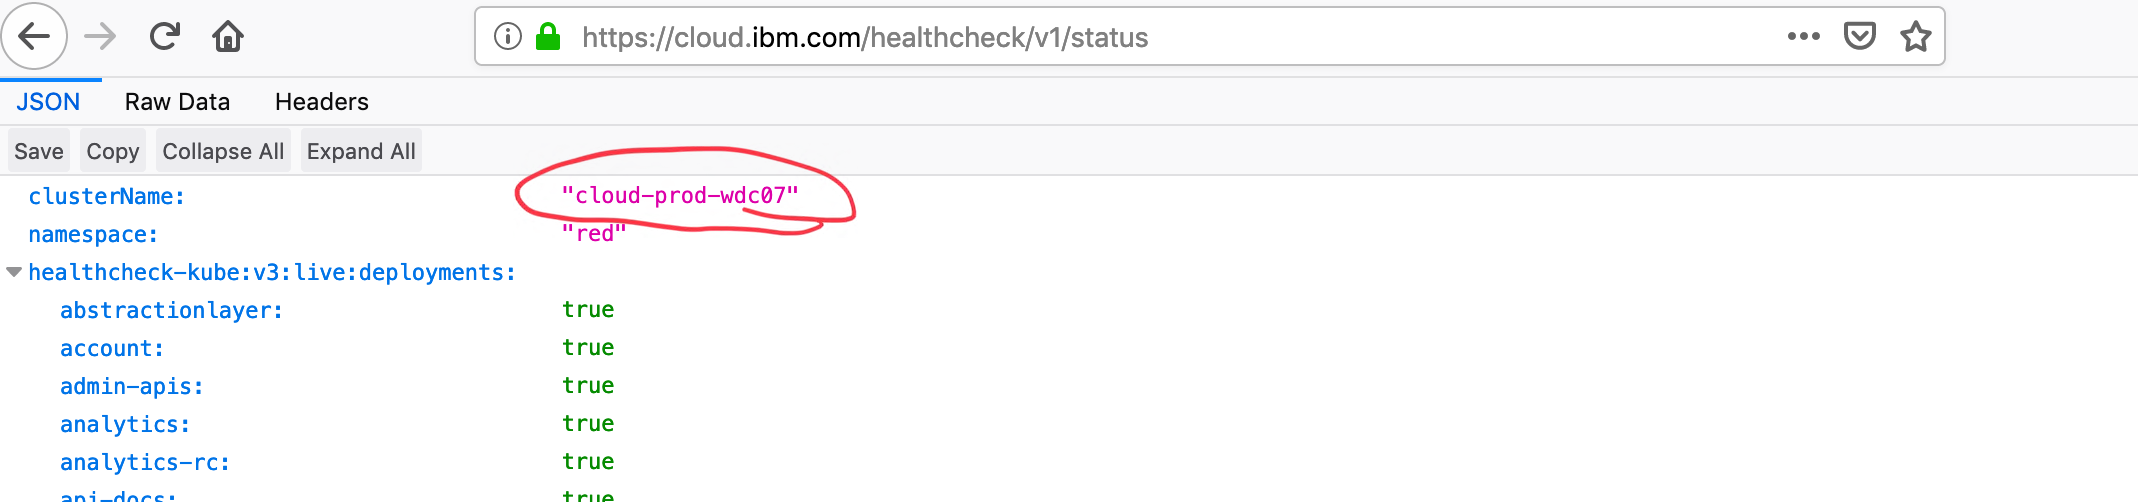 https://cloud.ibm.com/healthcheck/v1/status
JSON Raw Data Headers
Save Copy Collapse All Expand All
clusterName: "cloud-prod-wdc07"
namespace: "red"
healthcheck-kube:v3:live:deployments:
abstractionlayer: true
account: true
admin-apis: true
analytics: true
analytics-rc: true
api-docs: true